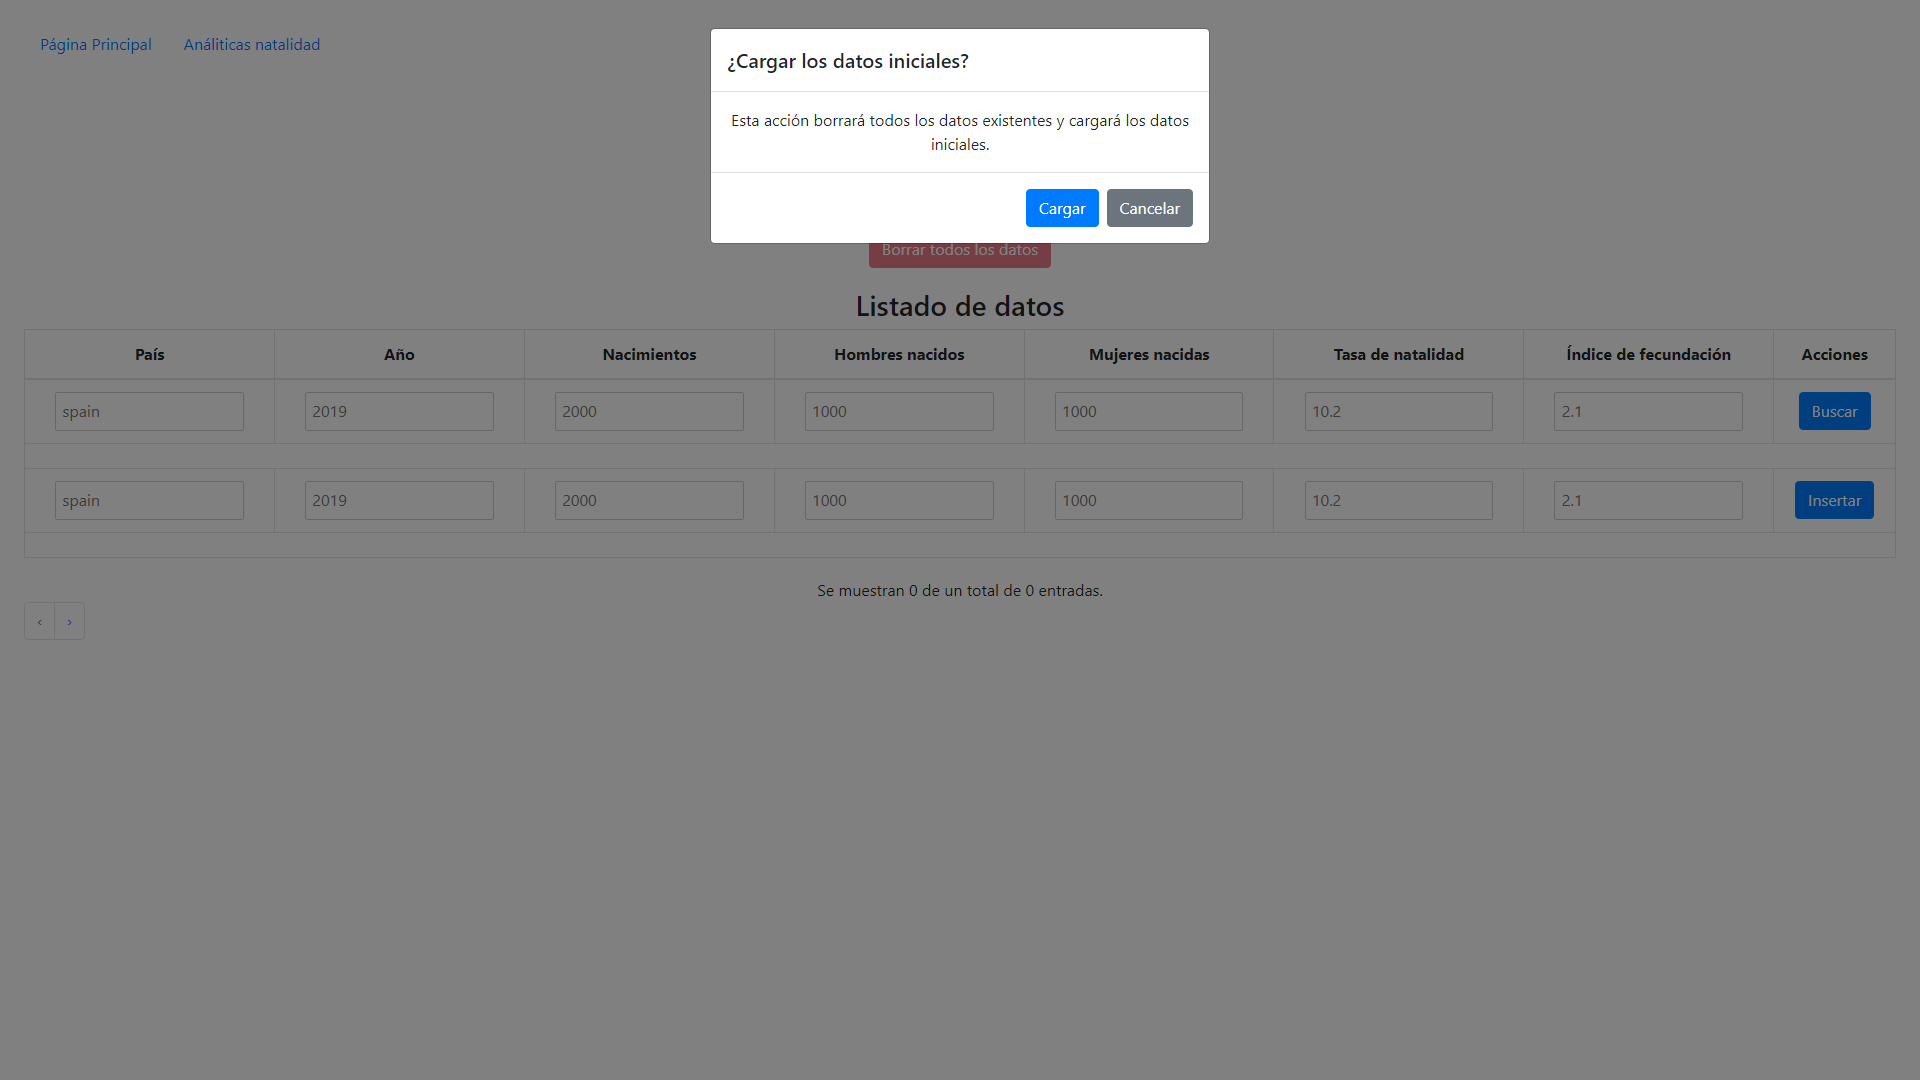 Página Principal Análiticas natalidad
¿Cargar los datos iniciales?
Esta acción borrará todos los datos existentes y cargará los datos
iniciales.
Cargar Cancelar
Borrar todos los datos
Listado de datos
País Año Nacimientos Hombres nacidos Mujeres nacidas Tasa de natalidad Índice de fecundación Acciones
spain 2019 2000 1000 1000 10.2 2.1 Buscar
spain 2019 2000 1000 1000 10.2 2.1 Insertar
Se muestran 0 de un total de 0 entradas.
‹ ›